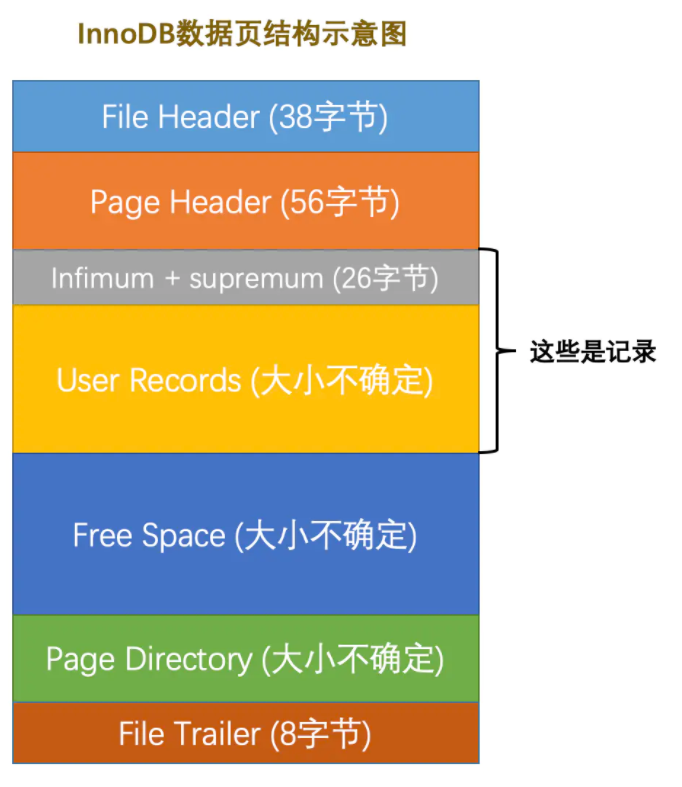 InnoDB数据页结构示意图
File Header (38字节)
Page Header (56字节)
Infimum + supremum (26字节)
这些是记录
User Records (大小不确定)
Free Space (大小不确定)
Page Directory (大小不确定)
File Trailer (8字节)